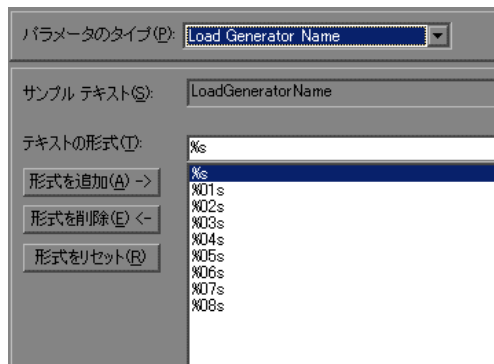 パラメータのタイプ(P): Load Generator Name
サンプル テキスト(S): LoadGeneratorName
テキストの形式(T): %s
形式を追加(A) ->
形式を削除(E) <-
形式をリセット(R)
%s
%01s
%02s
%03s
%04s
%05s
%06s
%07s
%08s